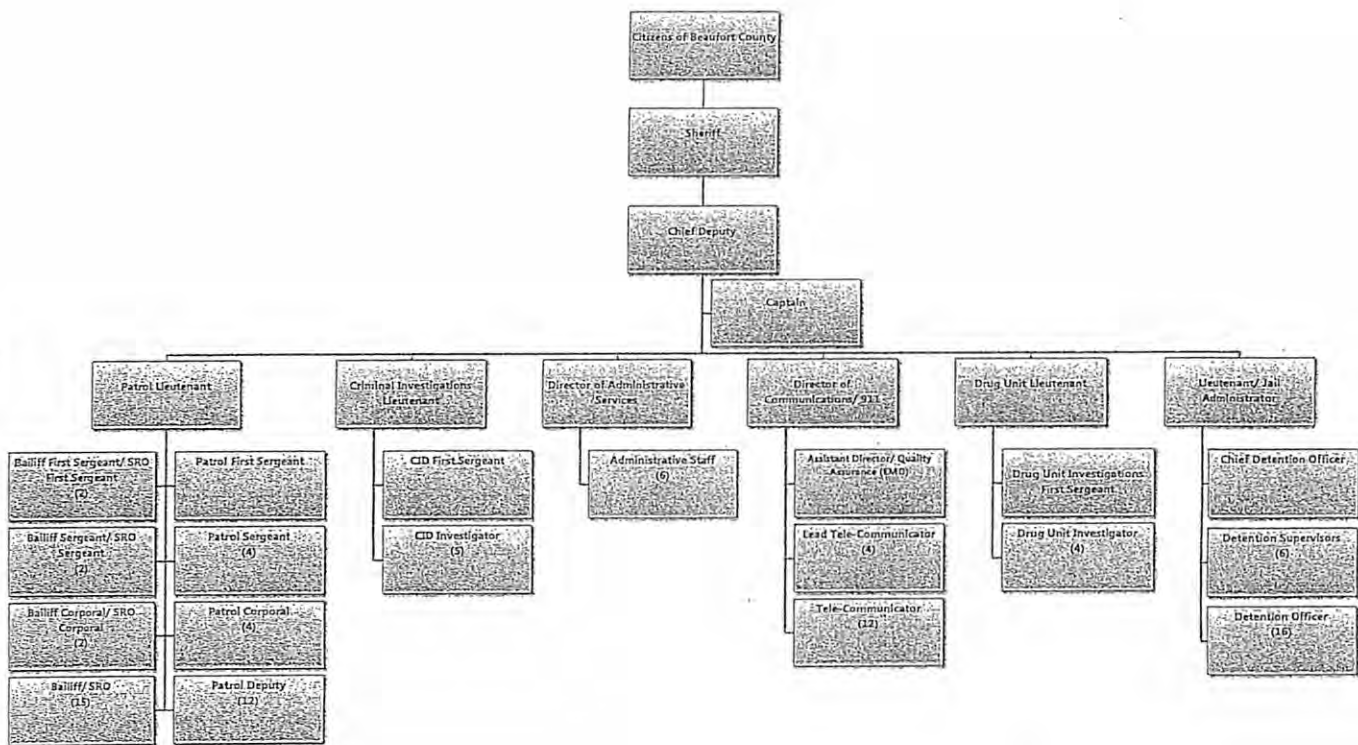 Citizens of Beaufort County
Sheriff
Chief Deputy
Captain
Patrol Lieutenant
Criminal Investigations
Lieutenant
Director of Administrative
Services
Director of
Communications/ 911
Drug Unit Lieutenant
Lieutenant/ Jail
Administrator
Bailiff First Sergeant/ SRO
First Sergeant
(2)
Patrol First Sergeant
CID First Sergeant
Administrative Staff
(6)
Assistant Director/ Quality
Assurance (EMD)
Drug Unit Investigations
First Sergeant
Chief Detention Officer
Bailiff Sergeant/ SRO
Sergeant
(2)
Patrol Sergeant
(4)
CID Investigator
(5)
Lead Tele-Communicator
(4)
Drug Unit Investigator
(4)
Detention Supervisors
(6)
Bailiff Corporal/ SRO
Corporal
(2)
Patrol Corporal
(4)
Tele-Communicator
(12)
Detention Officer
(16)
Bailiff/ SRO
(15)
Patrol Deputy
(12)